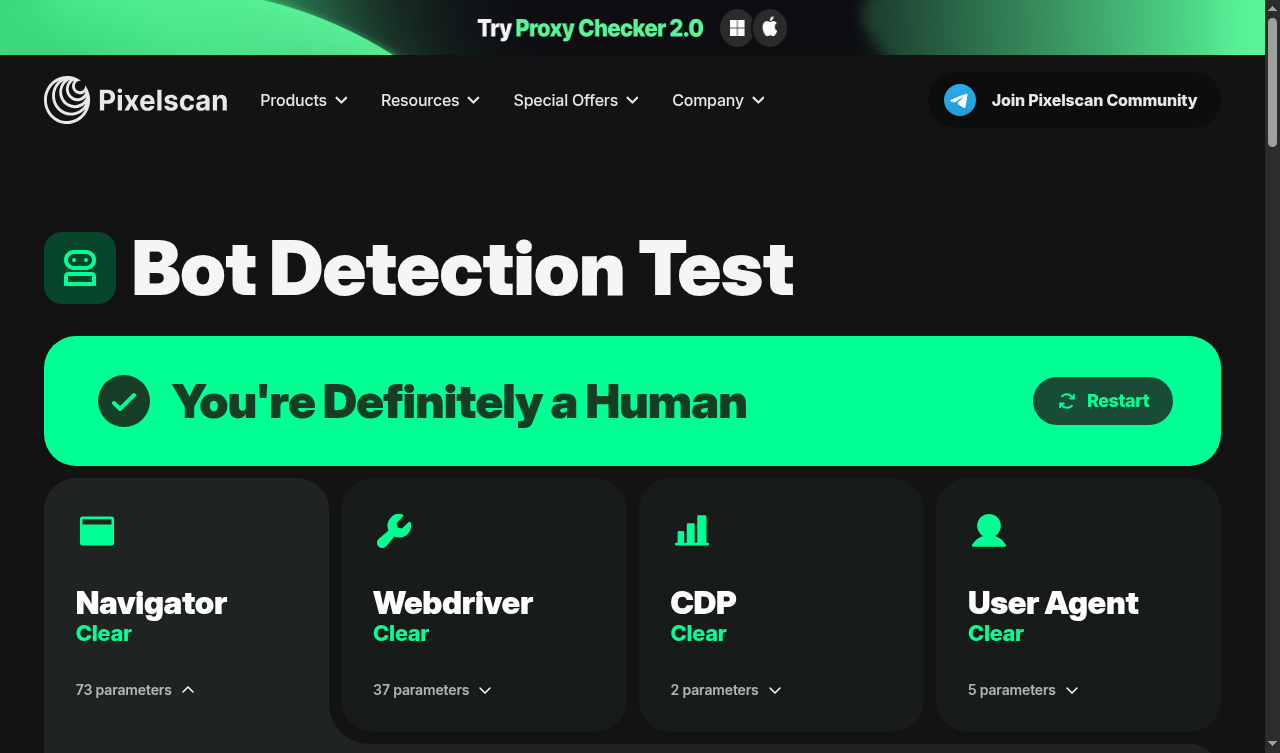 Try Proxy Checker 2.0
Pixelscan
Products
Resources
Special Offers
Company
Join Pixelscan Community
Bot Detection Test
You're Definitely a Human
Restart
Navigator
Clear
73 parameters
Webdriver
Clear
37 parameters
CDP
Clear
2 parameters
User Agent
Clear
5 parameters